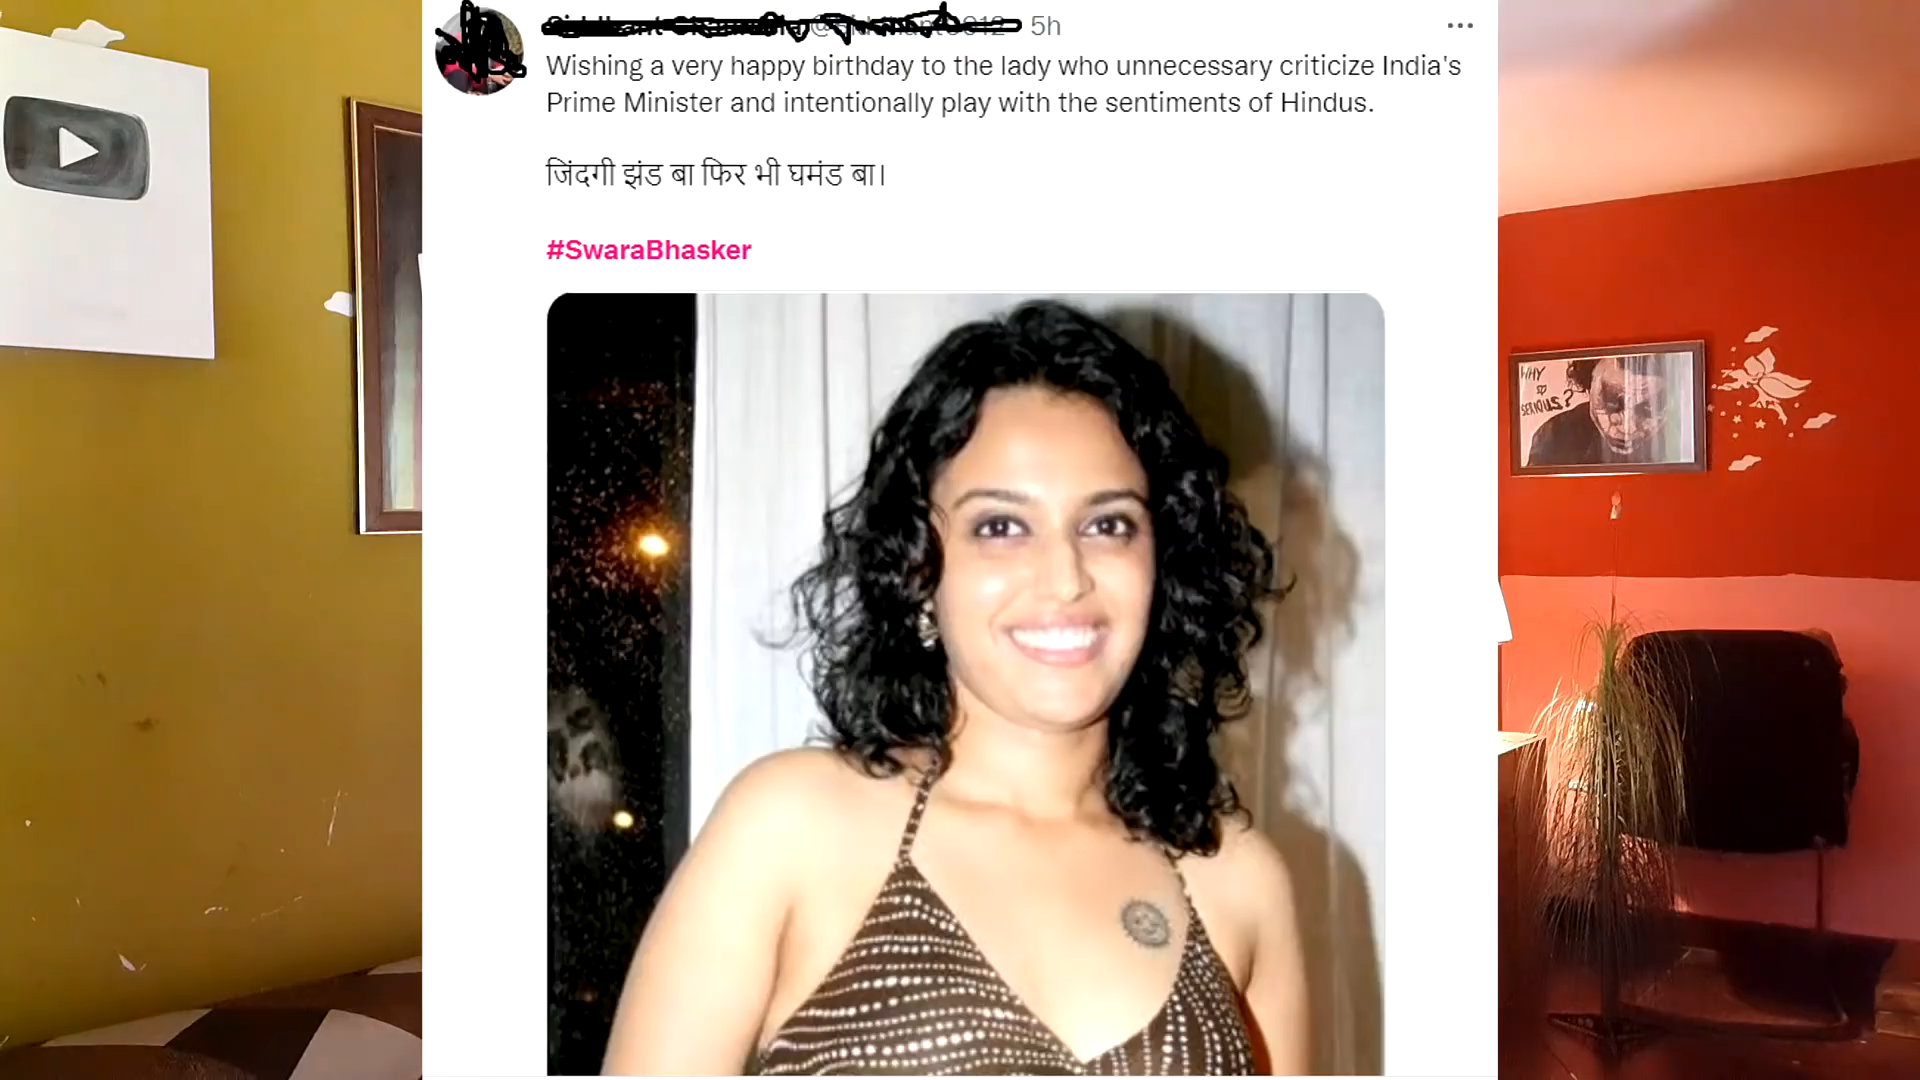 5h
Wishing a very happy birthday to the lady who unnecessary criticize India's
Prime Minister and intentionally play with the sentiments of Hindus.
जिंदगी झंड बा फिर भी घमंड बा।
#SwaraBhasker
WHY
SO
SERIOUS?